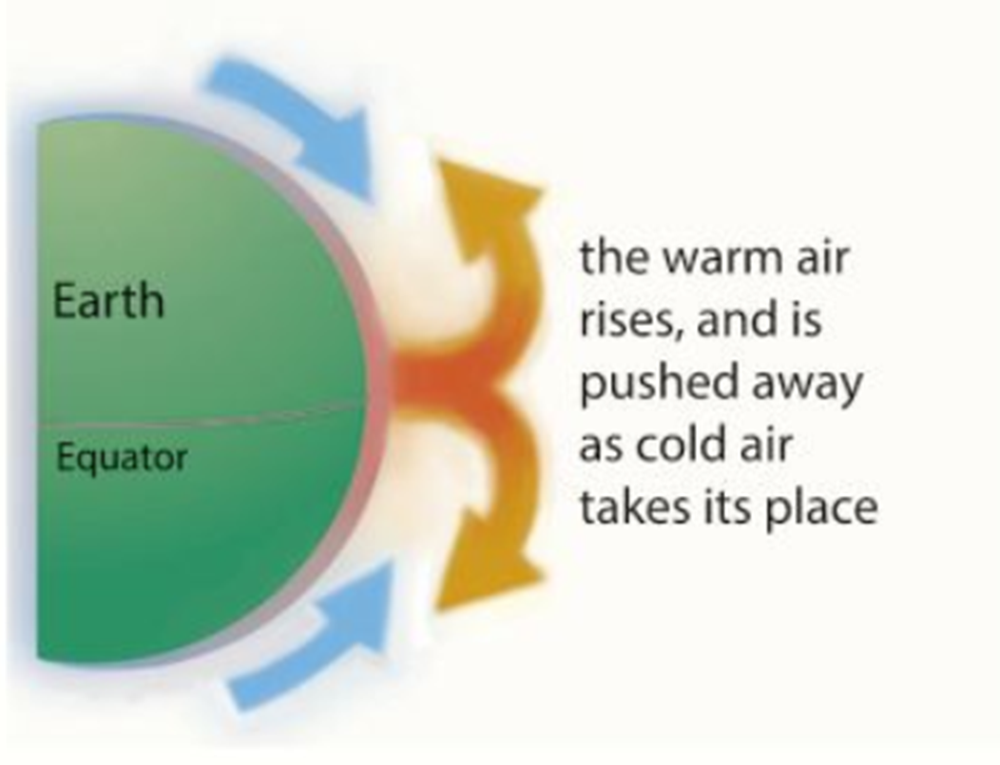 Earth
Equator
the warm air
rises, and is
pushed away
as cold air
takes its place